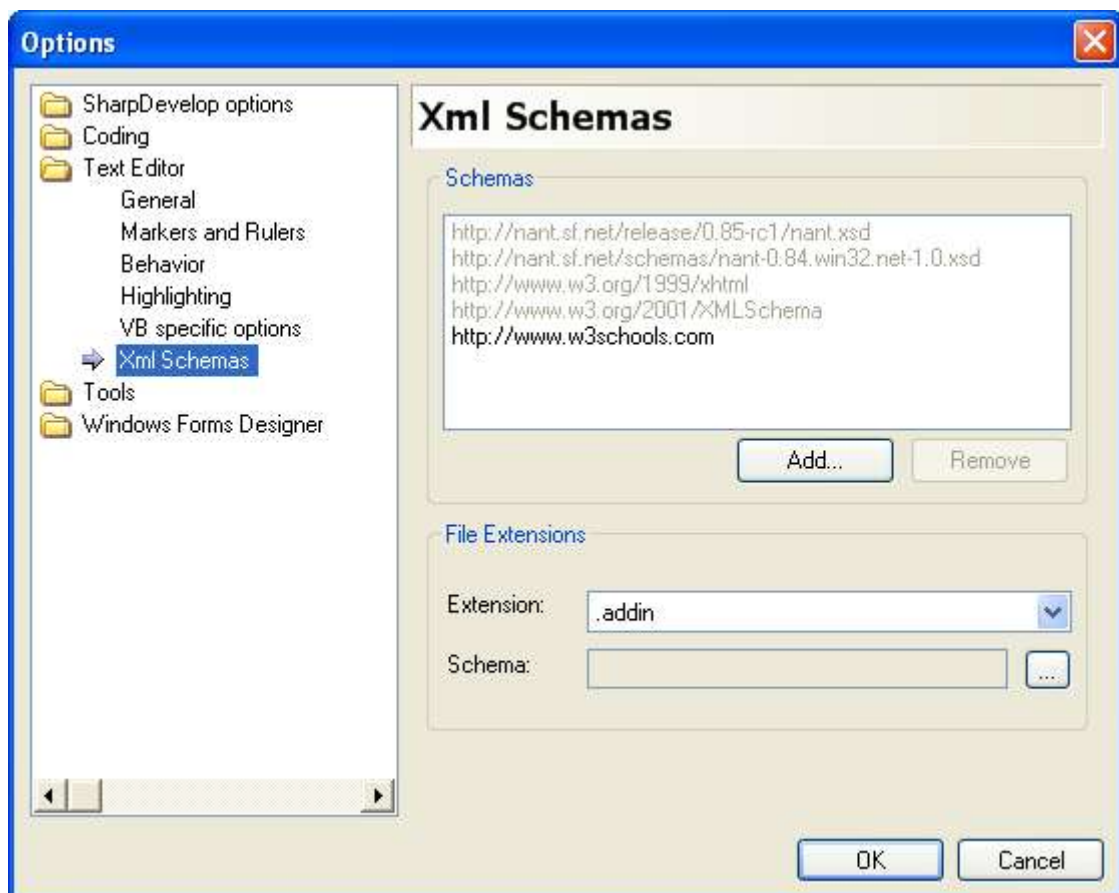 Options
SharpDevelop options
Coding
Text Editor
General
Markers and Rulers
Behavior
Highlighting
VB specific options
Xml Schemas
Tools
Windows Forms Designer
Xml Schemas
Schemas
http://nant.sf.net/release/0.85-rc1/nant.xsd
http://nant.sf.net/schemas/nant-0.84.win32.net-1.0.xsd
http://www.w3.org/1999/xhtml
http://www.w3.org/2001/XMLSchema
http://www.w3schools.com
Add...
Remove
File Extensions
Extension:
.addin
Schema:
...
OK
Cancel